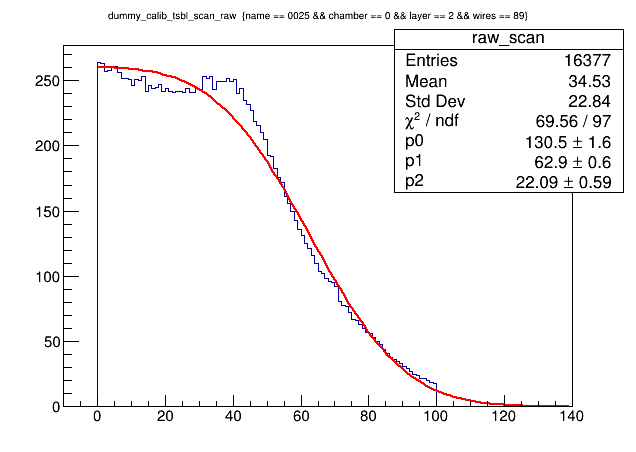 dummy_calib_tsbl_scan_raw {name == 0025 && chamber == 0 && layer == 2 && wires == 89}
raw_scan
Entries 16377
Mean 34.53
Std Dev 22.84
χ² / ndf 69.56 / 97
p0 130.5 ± 1.6
p1 62.9 ± 0.6
p2 22.09 ± 0.59
250
200
150
100
50
0
0 20 40 60 80 100 120 140